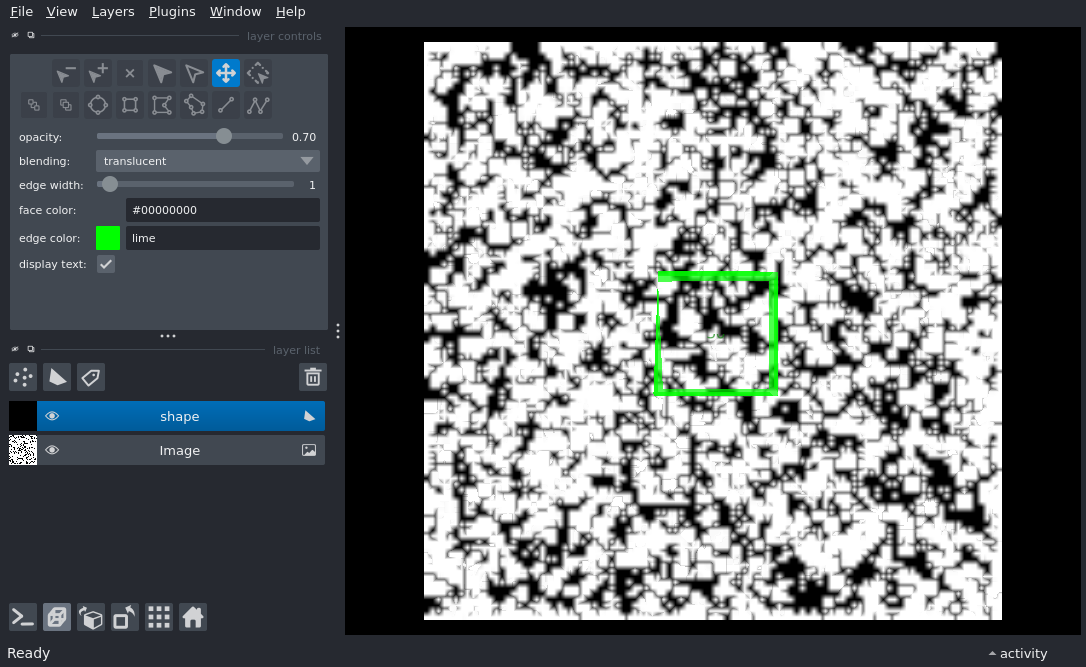 File View Layers Plugins Window Help
layer controls
opacity: 0.70
blending: translucent
edge width: 1
face color: #00000000
edge color: lime
display text:
layer list
shape
Image
Ready
activity